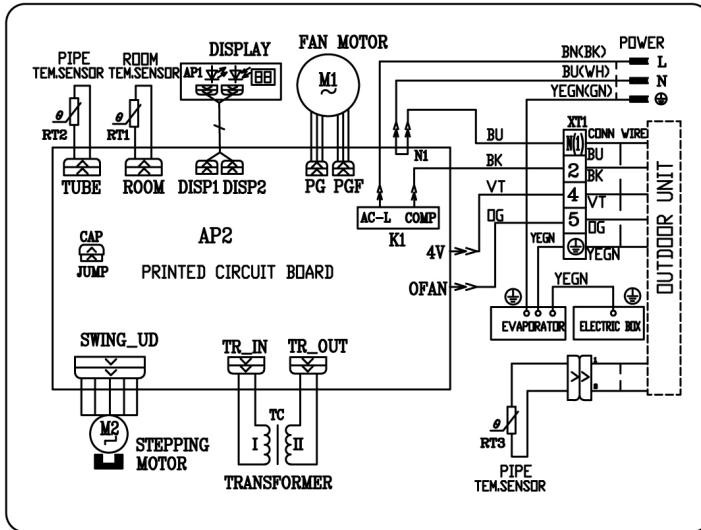 PIPE
TEM.SENSOR
ROOM
TEM.SENSOR
DISPLAY
FAN MOTOR
POWER
AP1
88
M1
~
BN(BK)
L
BU(WH)
N
YEGN(GN)
θ
RT2
θ
RT1
XT1
CONN WIRE
BU
N(1)
BU
N1
BK
2
BK
TUBE
ROOM
DISP1
DISP2
PG
PGF
VT
4
VT
AC-L
COMP
K1
OG
5
OG
CAP
JUMP
AP2
PRINTED CIRCUIT BOARD
4V
YEGN
YEGN
OFAN
YEGN
OUTDOOR UNIT
EVAPORATOR
ELECTRIC BOX
SWING_UD
TR_IN
TR_OUT
1
2
M2
STEPPING
MOTOR
TC
I
II
TRANSFORMER
θ
RT3
PIPE
TEM.SENSOR